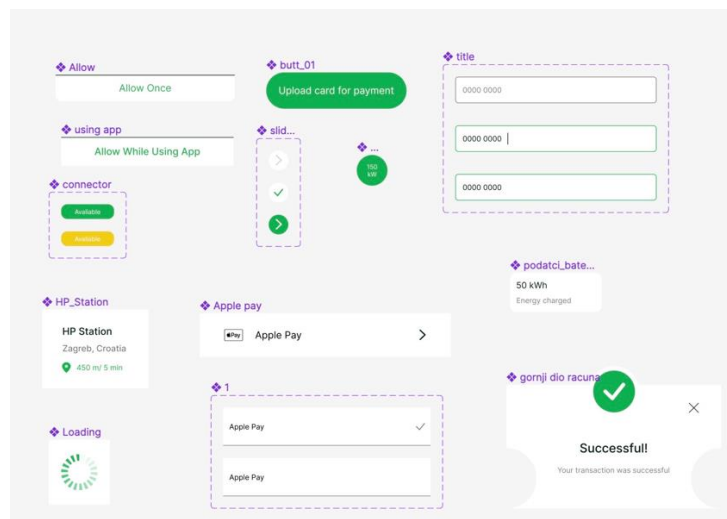 Allow
Allow Once
using app
Allow While Using App
connector
Available
Available
butt_01
Upload card for payment
slid...
...
150
kW
title
0000 0000
0000 0000
0000 0000
HP_Station
HP Station
Zagreb, Croatia
450 m/ 5 min
Apple pay
Pay
Apple Pay
podatci_bate...
50 kWh
Energy charged
Loading
1
Apple Pay
Apple Pay
gornji dio racuna
Successful!
Your transaction was successful